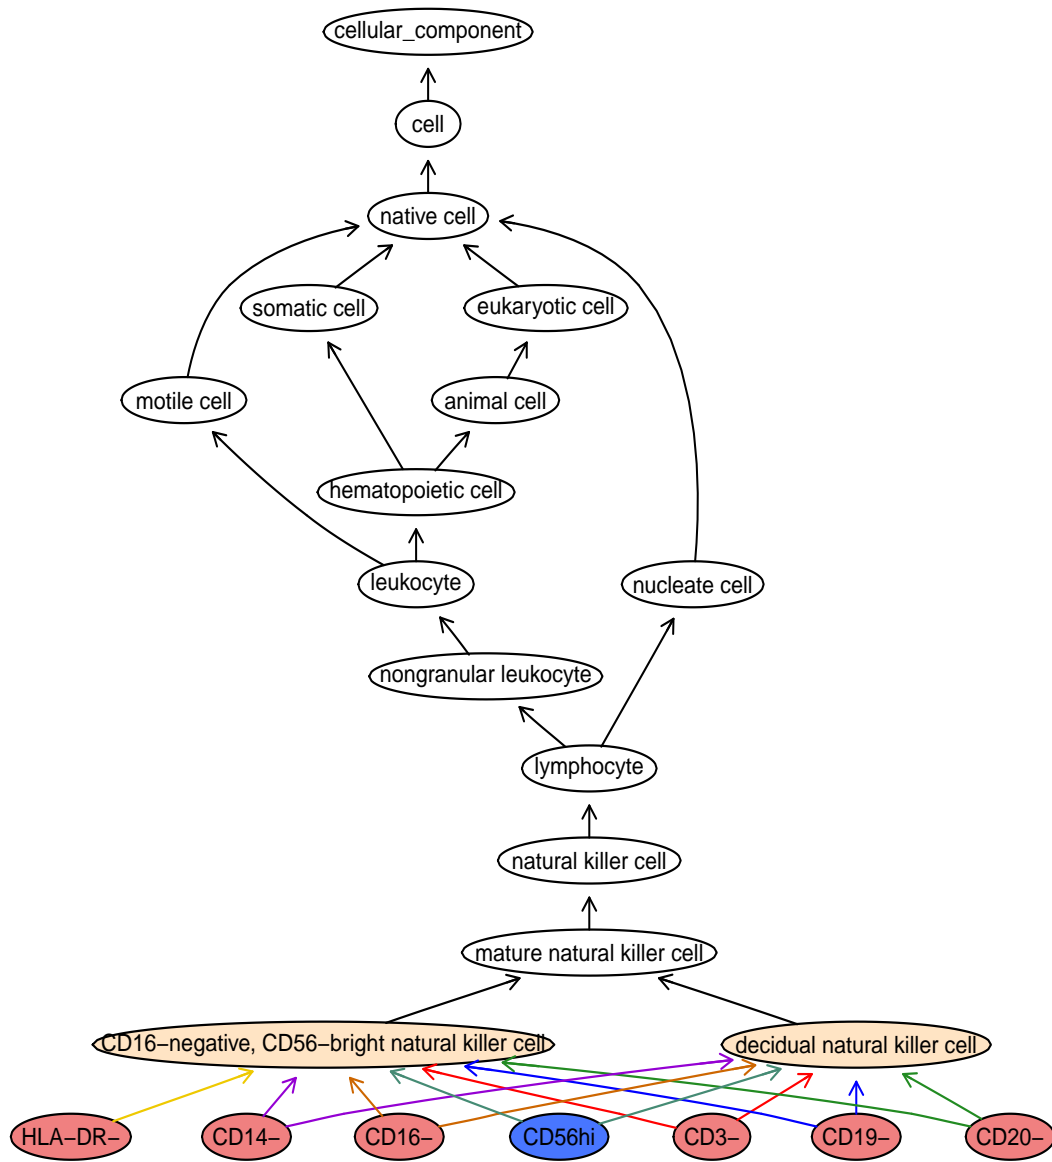 cellular_component
cell
native cell
somatic cell
eukaryotic cell
motile cell
animal cell
hematopoietic cell
leukocyte
nucleate cell
nongranular leukocyte
lymphocyte
natural killer cell
mature natural killer cell
CD16−negative, CD56−bright natural killer cell
decidual natural killer cell
HLA−DR−
CD14−
CD16−
CD56hi
CD3−
CD19−
CD20−